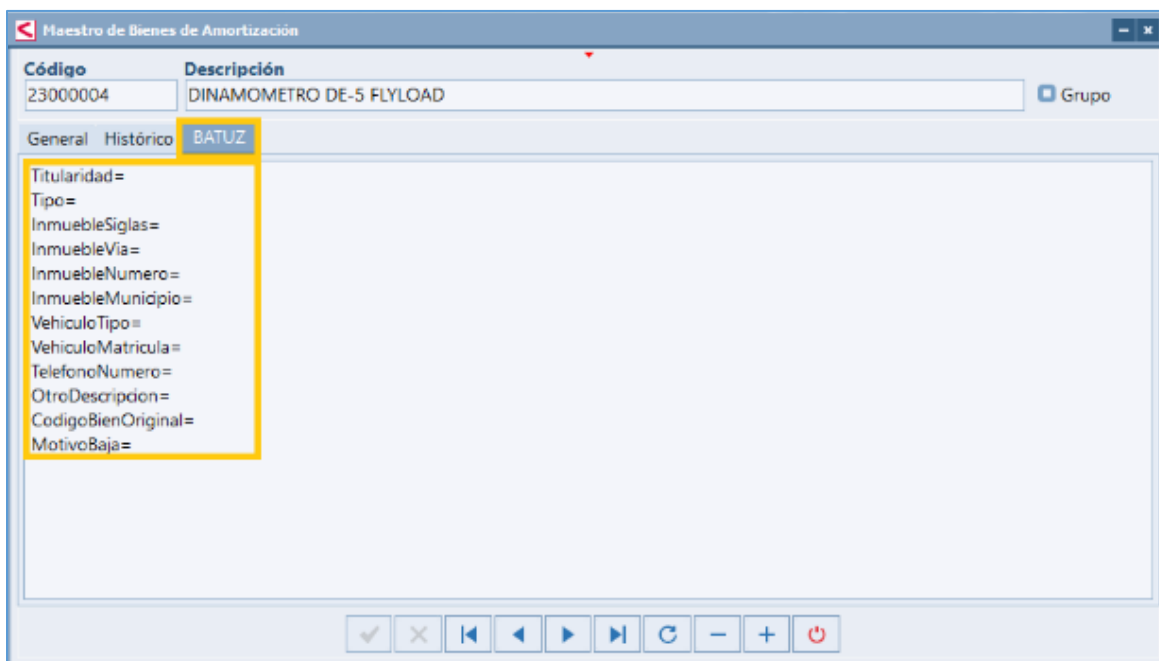 Maestro de Bienes de Amortización
Código Descripción
23000004 DINAMOMETRO DE-5 FLYLOAD Grupo
General Histórico BATUZ
Titularidad=
Tipo=
InmuebleSiglas=
InmuebleVia=
InmuebleNumero=
InmuebleMunicipio=
VehiculoTipo=
VehiculoMatricula=
TelefonoNumero=
OtroDescripcion=
CodigoBienOriginal=
MotivoBaja=